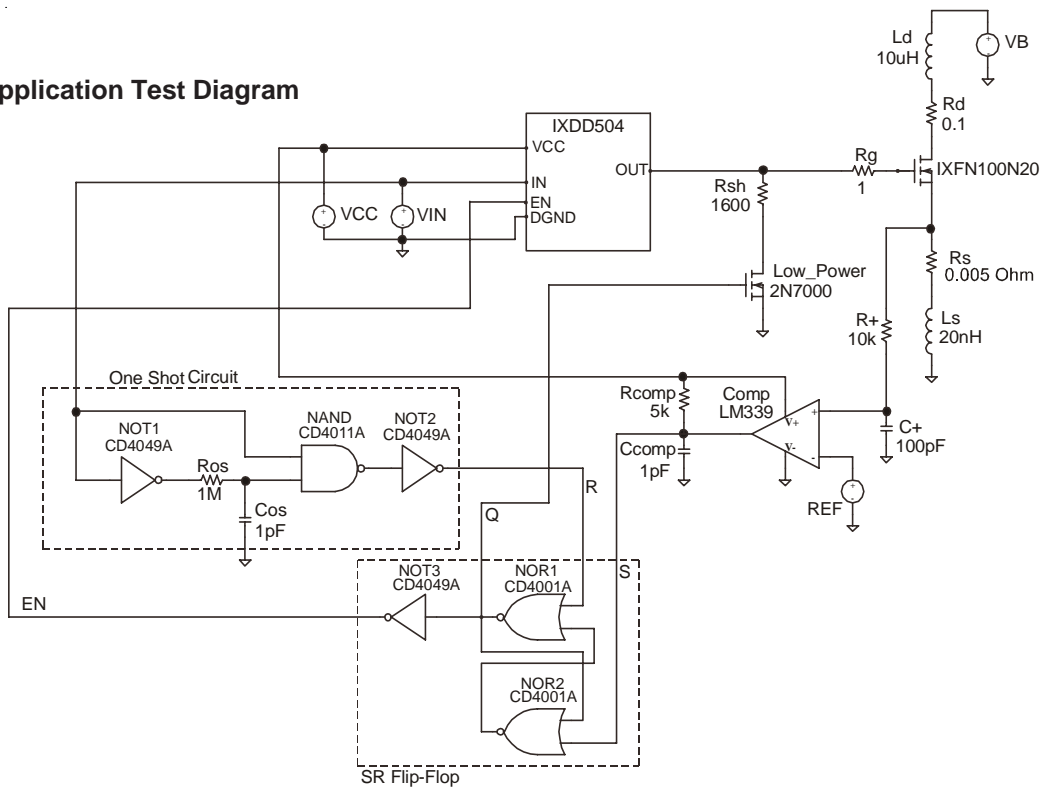 pplication Test Diagram
Ld
10uH
VB
Rd
0.1
IXDD504
VCC
OUT
IN
EN
DGND
Rg
1
IXFN100N20
Rsh
1600
VCC
VIN
Rs
0.005 Ohm
Low_Power
2N7000
R+
10k
Ls
20nH
One Shot Circuit
Rcomp
5k
Comp
LM339
V+
V-
+
-
C+
100pF
NOT1
CD4049A
NAND
CD4011A
NOT2
CD4049A
Ccomp
1pF
Ros
1M
REF
Cos
1pF
R
Q
S
NOT3
CD4049A
NOR1
CD4001A
EN
NOR2
CD4001A
SR Flip-Flop